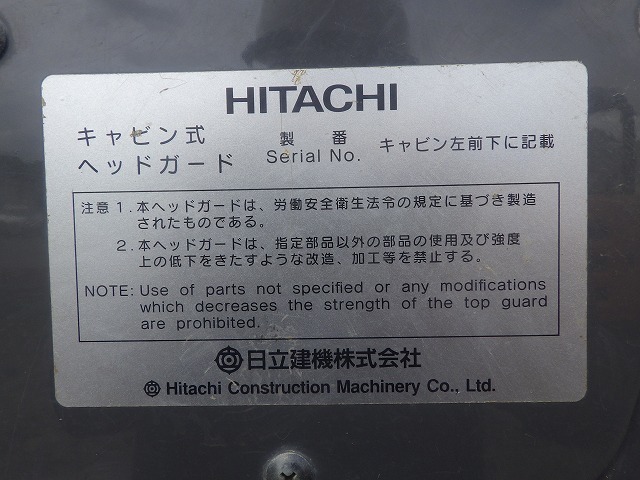 HITACHI
キャビン式
ヘッドガード
製番
Serial No.
キャビン左前下に記載
注意 1. 本ヘッドガードは、労働安全衛生法令の規定に基づき製造
されたものである。
2. 本ヘッドガードは、指定部品以外の部品の使用及び強度
上の低下をきたすような改造、加工等を禁止する。
NOTE: Use of parts not specified or any modifications
which decreases the strength of the top guard
are prohibited.
日立建機株式会社
Hitachi Construction Machinery Co., Ltd.